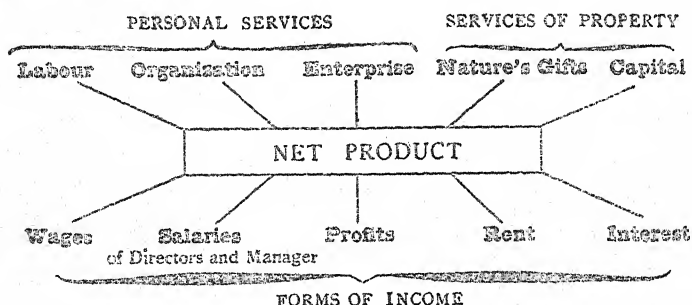 PERSONAL SERVICES SERVICES OF PROPERTY
Labour Organization Enterprise Nature's Gifts Capital
NET PRODUCT
Wages Salaries Profits Rent Interest
of Directors and Manager
FORMS OF INCOME